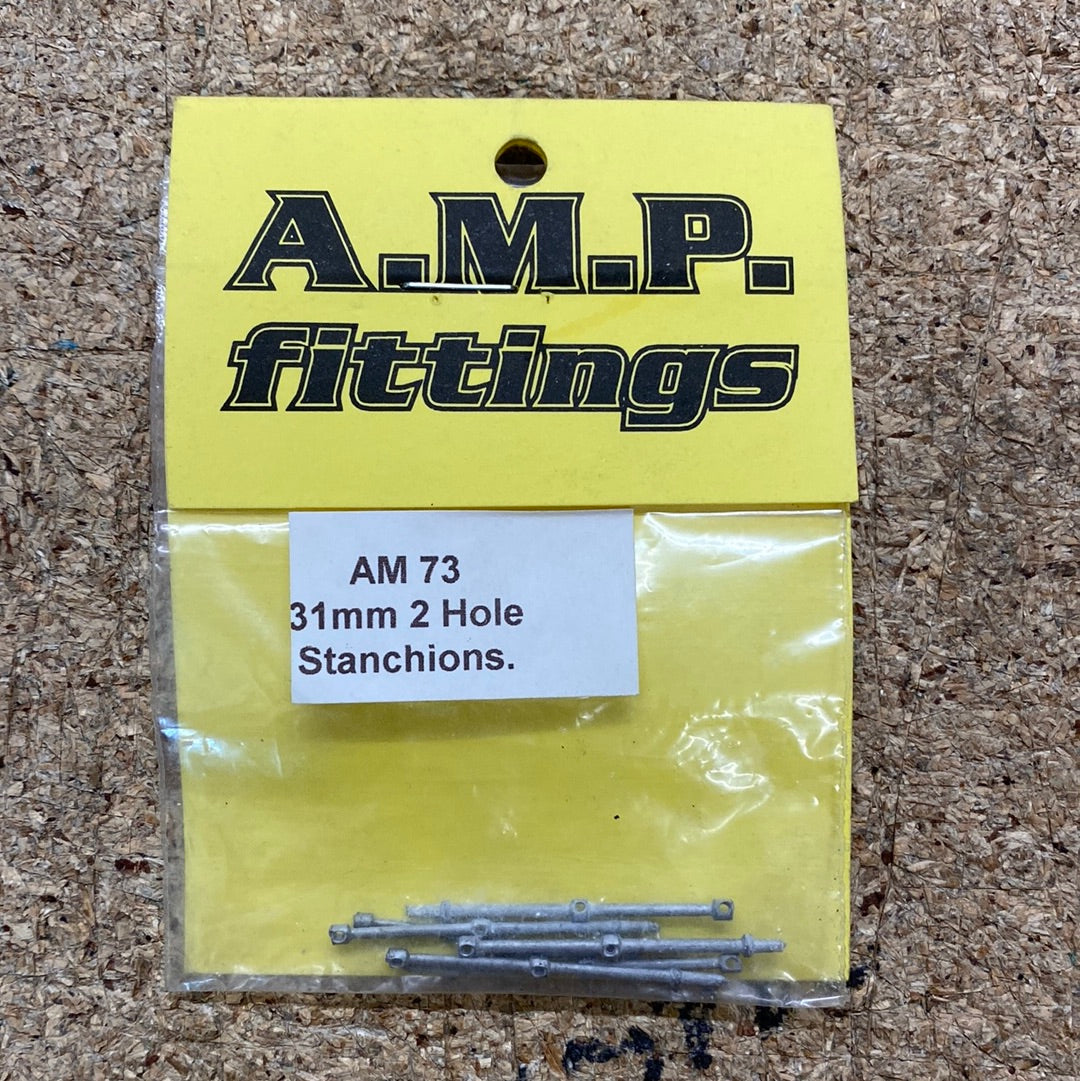 A.M.P.
fittings
AM 73
31mm 2 Hole
Stanchions.